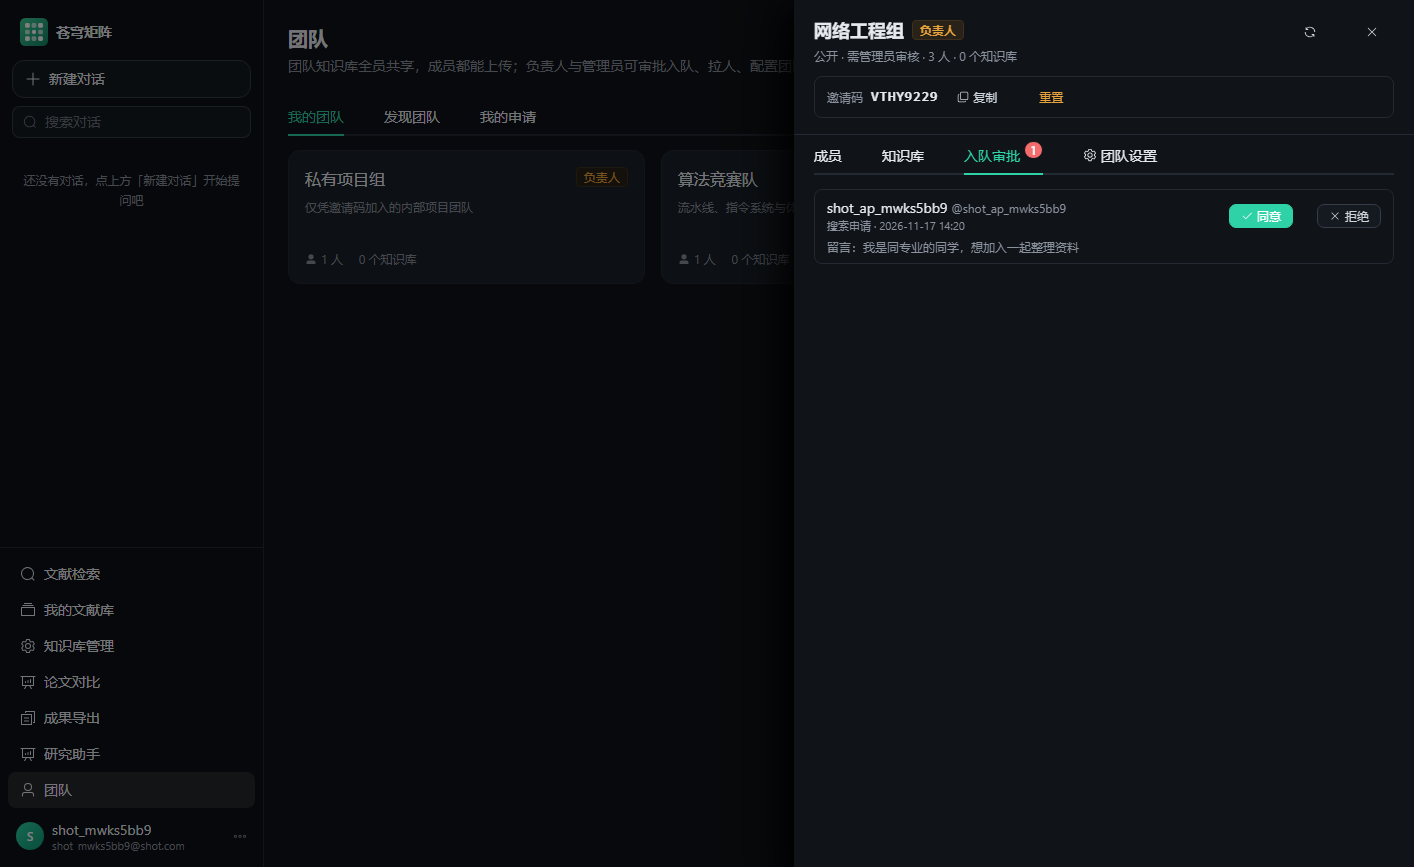 苍穹矩阵
新建对话
搜索对话
还没有对话，点上方「新建对话」开始提
问吧
文献检索
我的文献库
知识库管理
论文对比
成果导出
研究助手
团队
S
shot_mwks5bb9
shot_mwks5bb9@shot.com
团队
团队知识库全员共享，成员都能上传；负责人与管理员可审批入队、拉人、配置团
我的团队 发现团队 我的申请
私有项目组 负责人
仅凭邀请码加入的内部项目团队
1 人 0 个知识库
算法竞赛队
流水线、指令系统与
1 人 0 个知识库
网络工程组 负责人
公开 · 需管理员审核 · 3 人 · 0 个知识库
邀请码 VTHY9229 复制 重置
成员 知识库 入队审批 1 团队设置
shot_ap_mwks5bb9 @shot_ap_mwks5bb9
搜索申请 · 2026-11-17 14:20
留言：我是同专业的同学，想加入一起整理资料
同意 拒绝